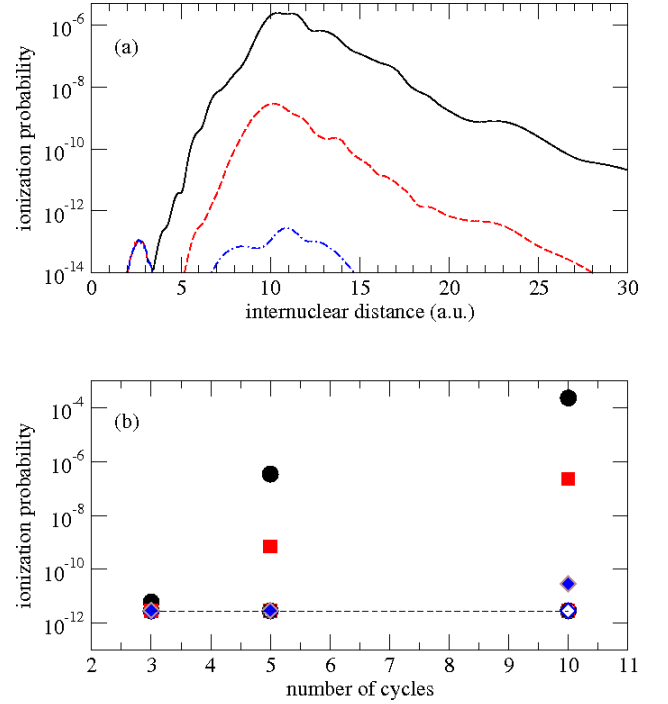 (a)
ionization probability
10-6
10-8
10-10
10-12
10-14
0 5 10 15 20 25 30
internuclear distance (a.u.)
(b)
ionization probability
10-4
10-6
10-8
10-10
10-12
2 3 4 5 6 7 8 9 10 11
number of cycles